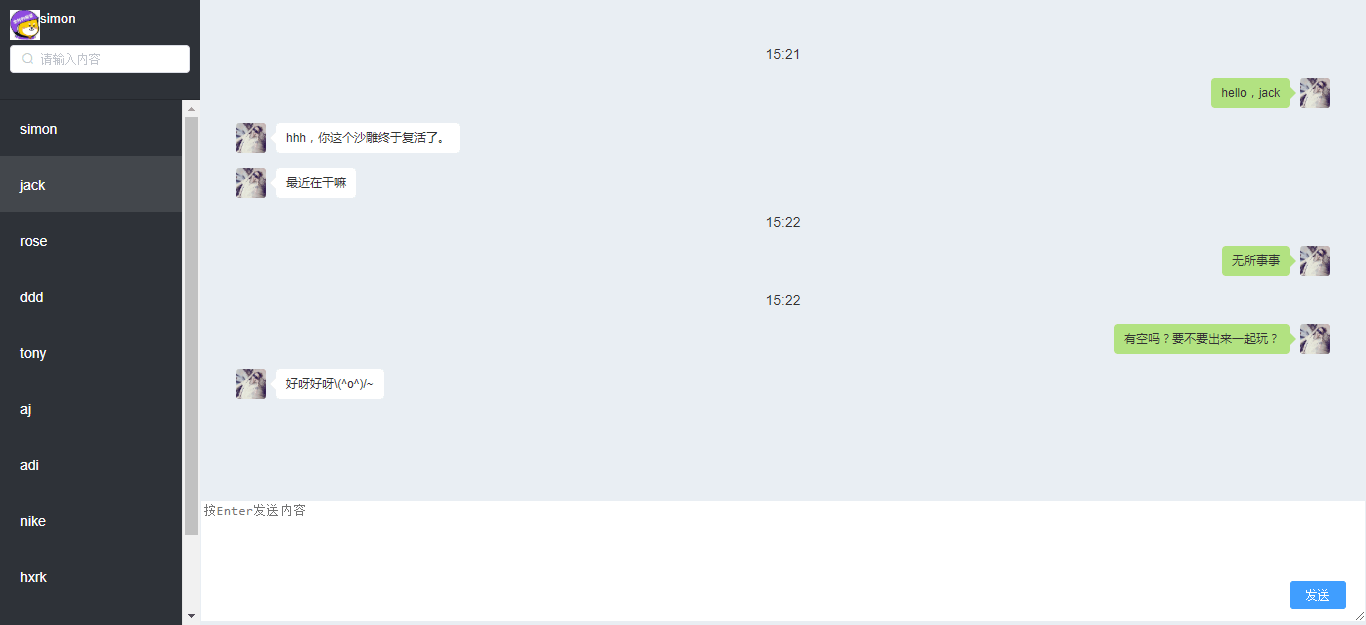 simon
请输入内容
simon
jack
rose
ddd
tony
aj
adi
nike
hxrk
15:21
hello，jack
hhh，你这个沙雕终于复活了。
最近在干嘛
15:22
无所事事
15:22
有空吗？要不要出来一起玩？
好呀好呀\(^o^)/~
按Enter发送内容
发送